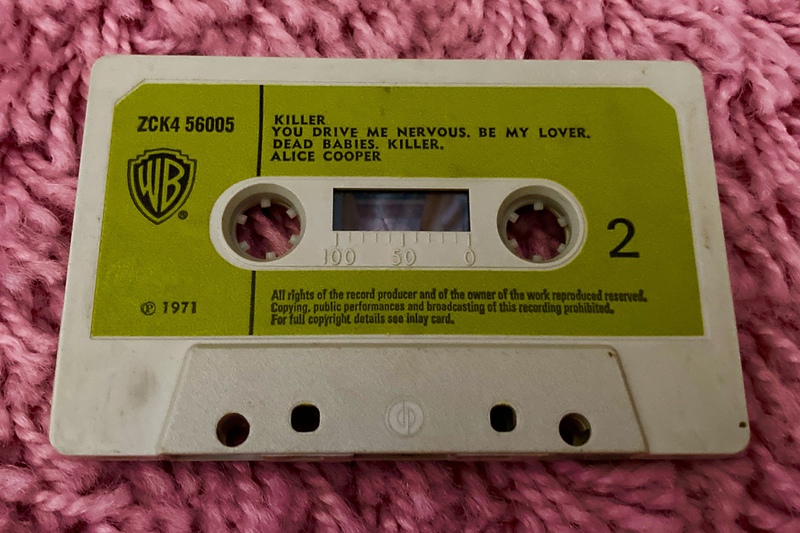 ZCK4 56005
KILLER
YOU DRIVE ME NERVOUS. BE MY LOVER.
DEAD BABIES. KILLER.
ALICE COOPER
WB
®
2
100 50 0
℗ 1971
All rights of the record producer and of the owner of the work reproduced reserved.
Copying, public performances and broadcasting of this recording prohibited.
For full copyright details see inlay card.